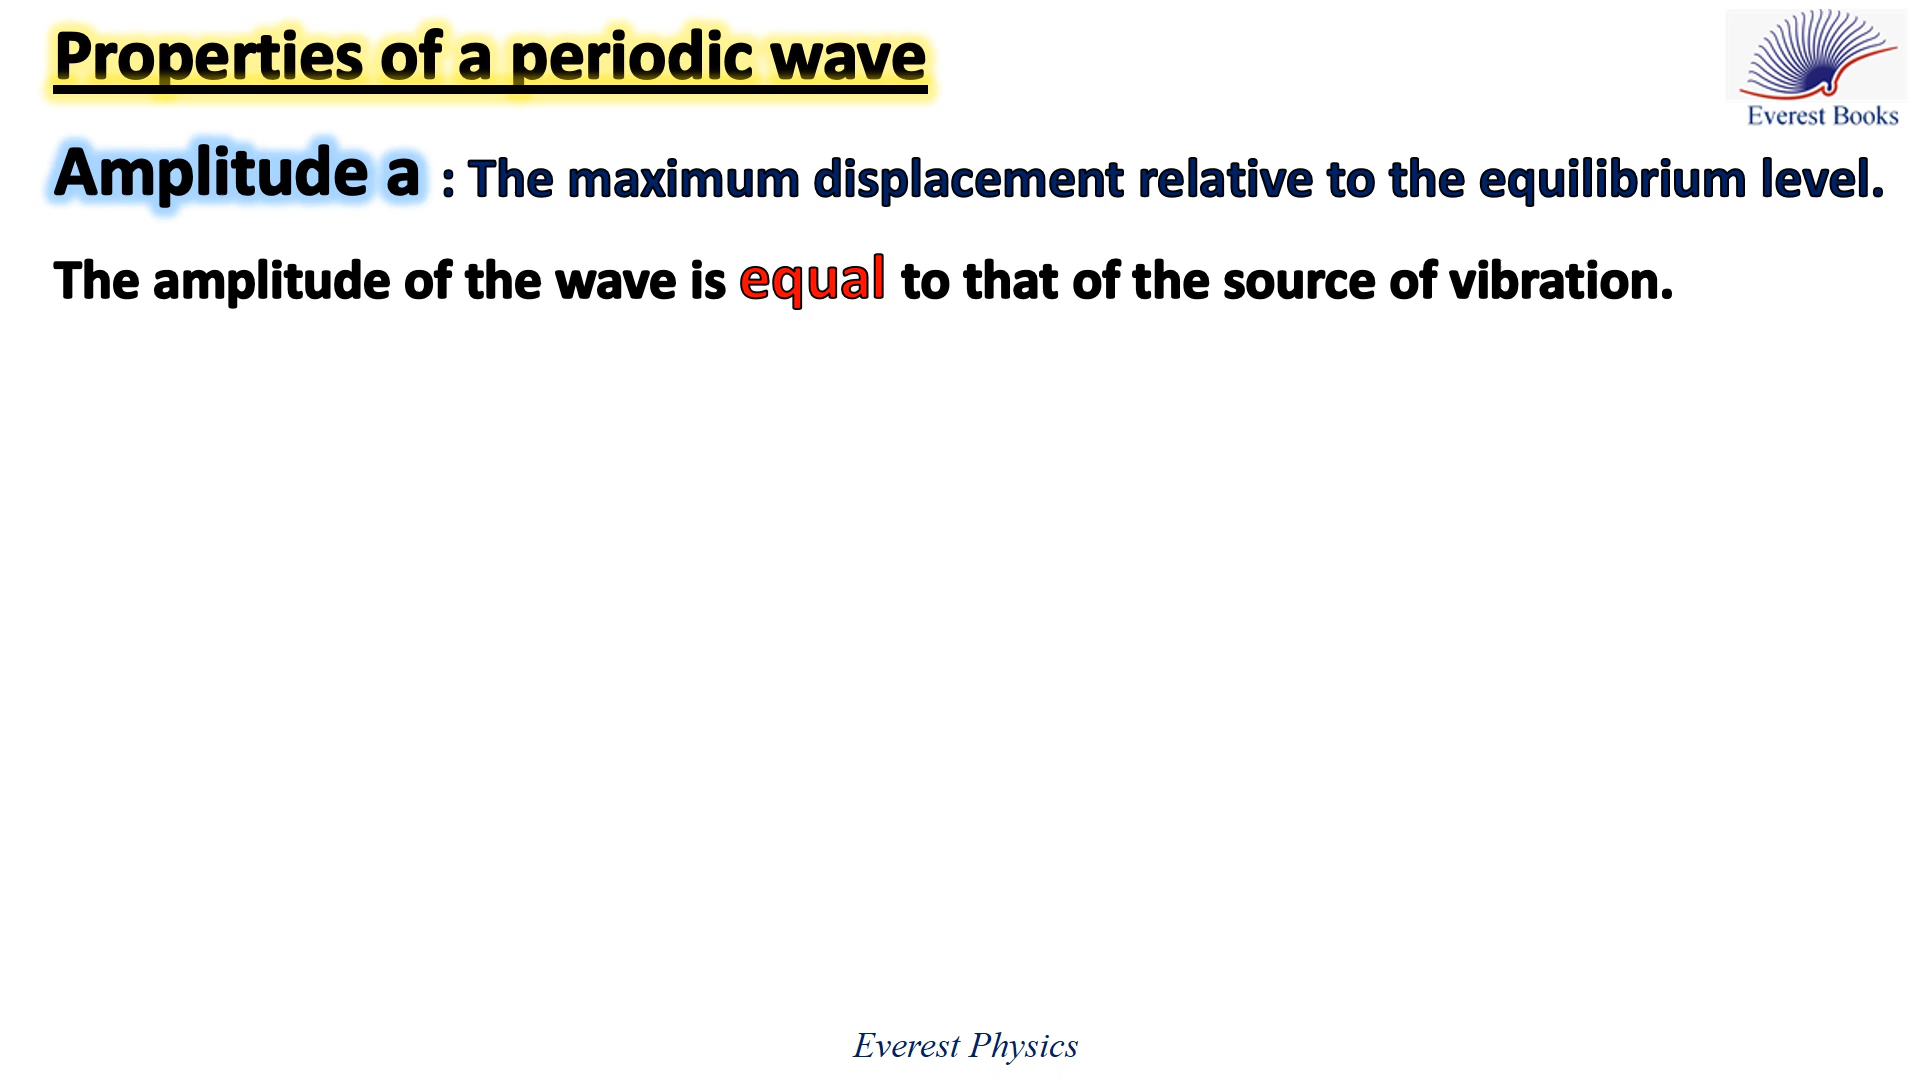 Properties of a periodic wave
Everest Books
Amplitude a : The maximum displacement relative to the equilibrium level.
The amplitude of the wave is equal to that of the source of vibration.
Everest Physics